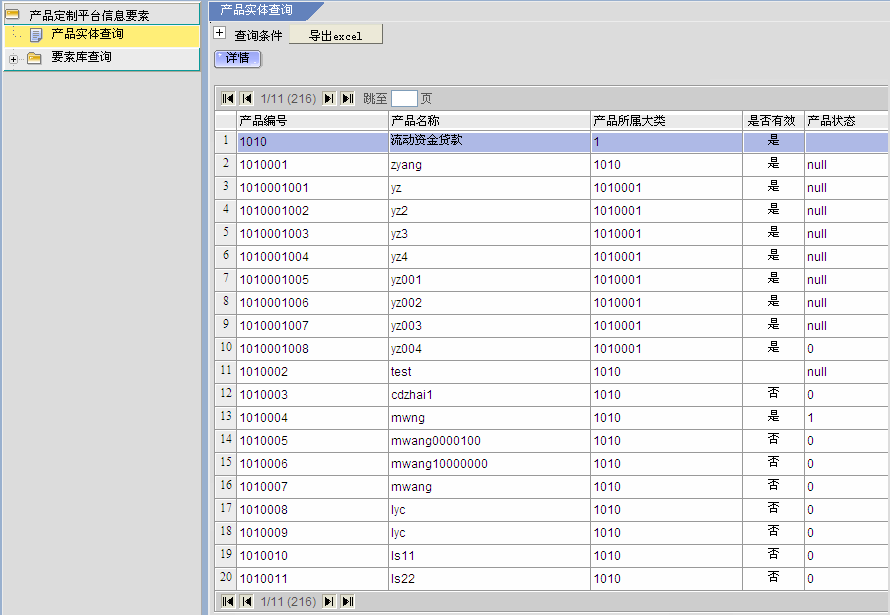 产品定制平台信息要素
产品实体查询
要素库查询
产品实体查询
查询条件 导出excel
详情
1/11 (216) 跳至 页
产品编号 产品名称 产品所属大类 是否有效 产品状态
1 1010 流动资金贷款 1 是
2 1010001 zyang 1010 是 null
3 1010001001 yz 1010001 是 null
4 1010001002 yz2 1010001 是 null
5 1010001003 yz3 1010001 是 null
6 1010001004 yz4 1010001 是 null
7 1010001005 yz001 1010001 是 null
8 1010001006 yz002 1010001 是 null
9 1010001007 yz003 1010001 是 null
10 1010001008 yz004 1010001 是 0
11 1010002 test 1010 null
12 1010003 cdzhai1 1010 否 0
13 1010004 mwng 1010 是 1
14 1010005 mwang0000100 1010 否 0
15 1010006 mwang10000000 1010 否 0
16 1010007 mwang 1010 否 0
17 1010008 lyc 1010 否 0
18 1010009 lyc 1010 否 0
19 1010010 ls11 1010 否 0
20 1010011 ls22 1010 否 0
1/11 (216)